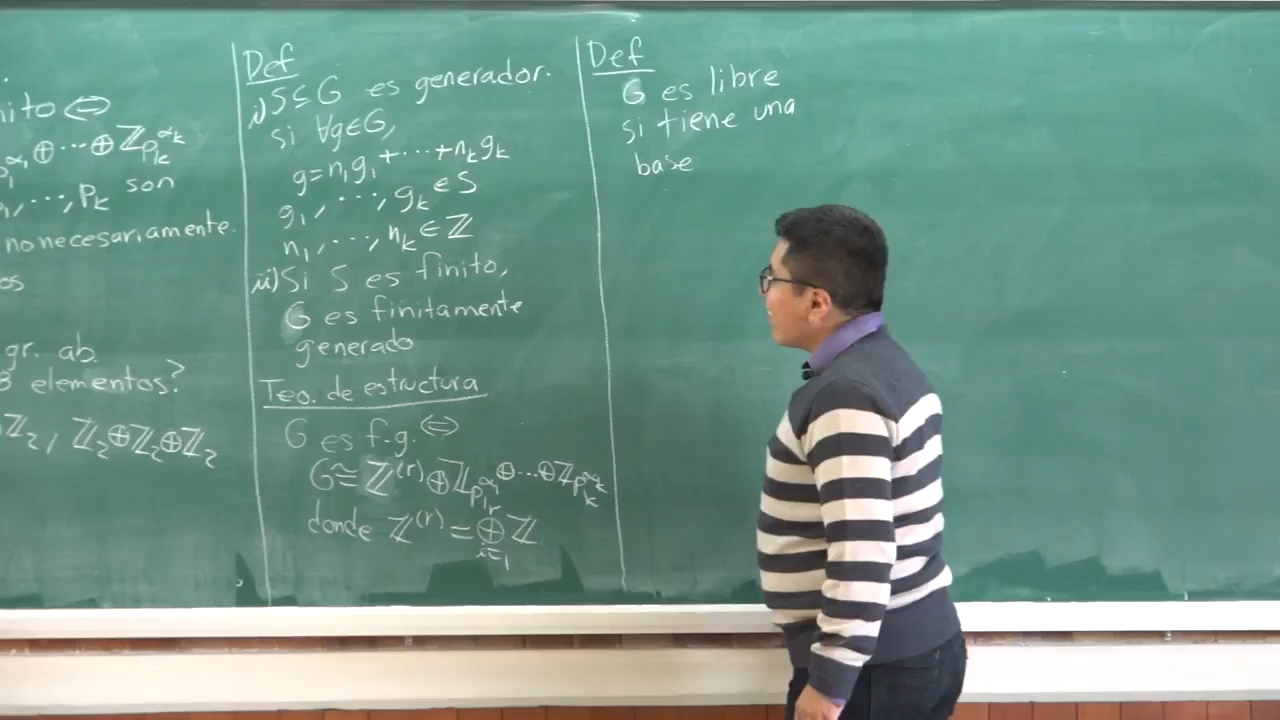 nito ⇔
⊕⋯⊕ℤ_{p_k^{α_k}}
,⋯, p_k son
no necesariamente.
os
gr. ab.
elementos?
ℤ_2, ℤ_2⊕ℤ_2⊕ℤ_2
Def
i) S⊆G es generador.
si ∀g∈G,
g=n_1g_1+⋯+n_kg_k
g_1,⋯,g_k∈S
n_1,⋯,n_k∈ℤ
ii) Si S es finito,
G es finitamente
generado
Teo. de estructura
G es f.g. ⇔
G≅ℤ^{(r)}⊕ℤ_{p_1^{α_1}}⊕⋯⊕ℤ_{p_k^{α_k}}
donde ℤ^{(r)}=⊕_{i=1}^{r}ℤ
Def
G es libre
si tiene una
base